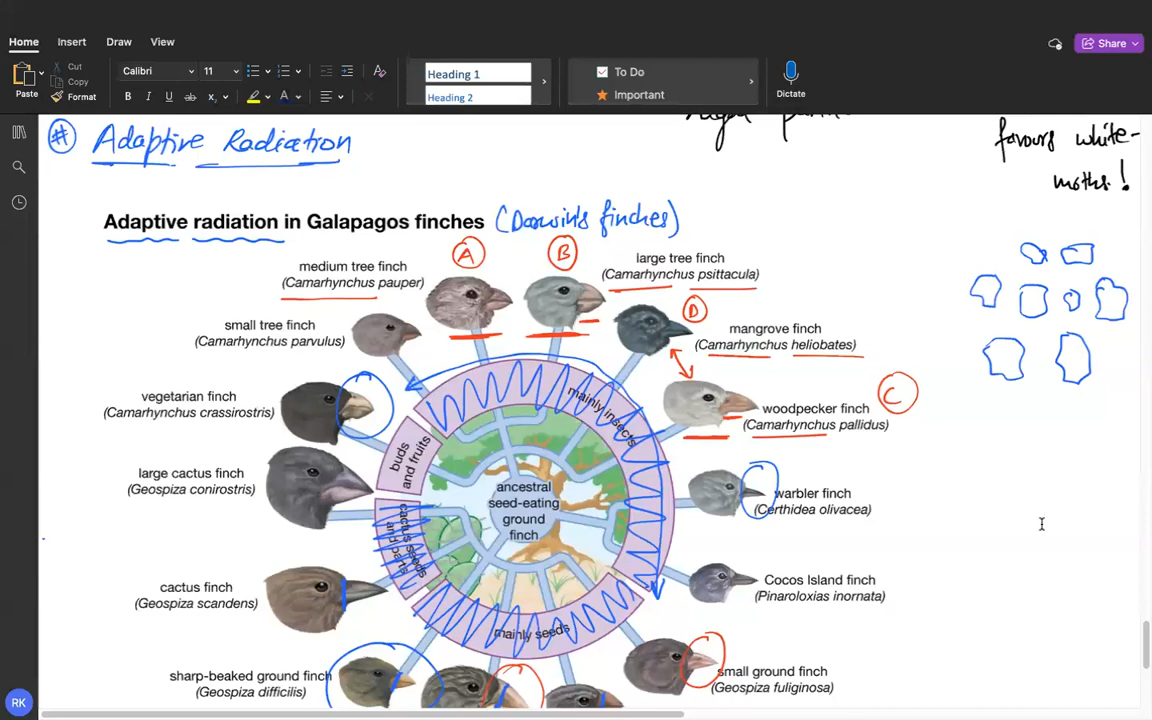 Home Insert Draw View
Share
Paste
Cut
Copy
Format
Calibri 11
B I U ab x
A
Heading 1
Heading 2
To Do
Important
Dictate
# Adaptive Radiation
favours white-
moths!
Adaptive radiation in Galapagos finches (Darwin's finches)
A B
medium tree finch
(Camarhynchus pauper)
large tree finch
(Camarhynchus psittacula)
D
small tree finch
(Camarhynchus parvulus)
mangrove finch
(Camarhynchus heliobates)
C
vegetarian finch
(Camarhynchus crassirostris)
woodpecker finch
(Camarhynchus pallidus)
mainly insects
buds
and fruits
large cactus finch
(Geospiza conirostris)
ancestral
seed-eating
ground
finch
warbler finch
(Certhidea olivacea)
cactus seeds
and parts
cactus finch
(Geospiza scandens)
Cocos Island finch
(Pinaroloxias inornata)
mainly seeds
sharp-beaked ground finch
(Geospiza difficilis)
small ground finch
(Geospiza fuliginosa)
RK